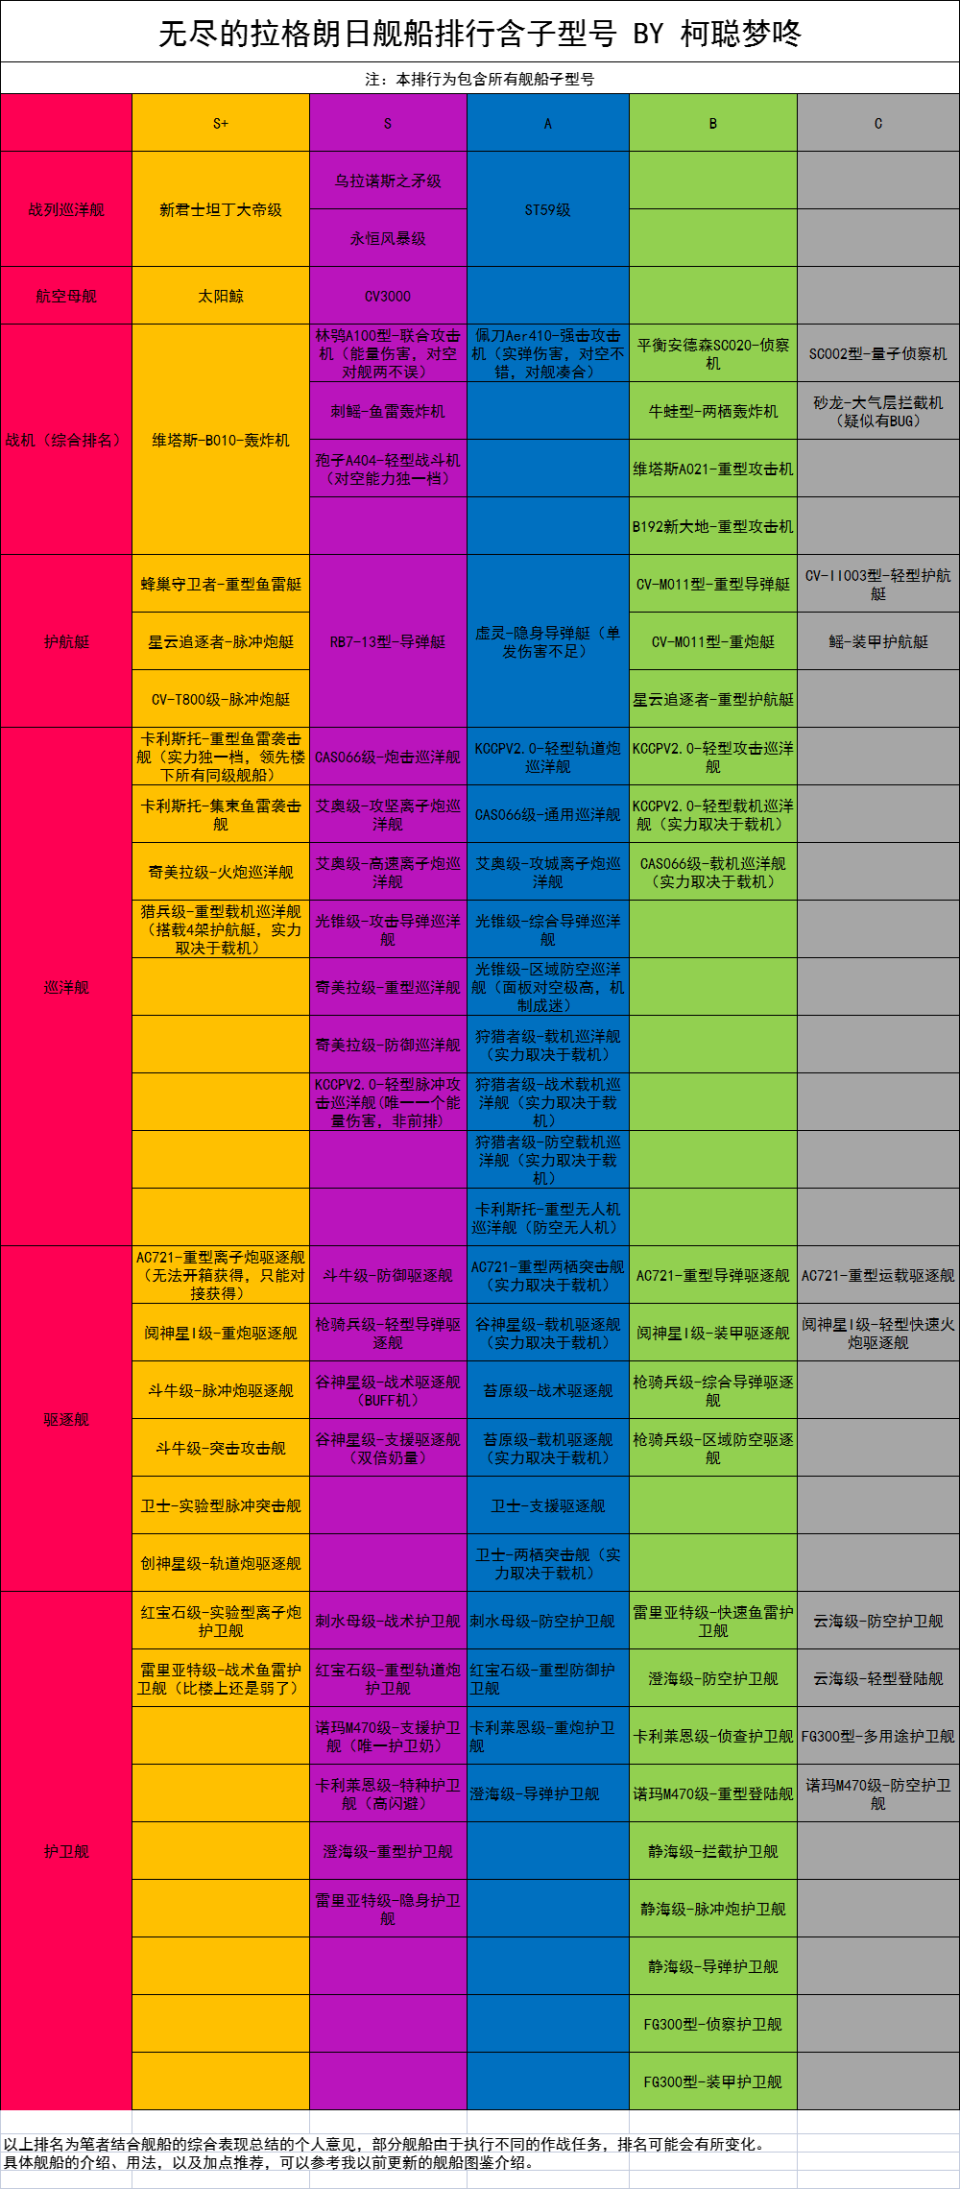 无尽的拉格朗日舰船排行含子型号 BY 柯聪梦咚
注：本排行为包含所有舰船子型号
S+
S
A
B
C
战列巡洋舰
新君士坦丁大帝级
乌拉诺斯之矛级
ST59级
永恒风暴级
航空母舰
太阳鲸
CV3000
战机（综合排名）
维塔斯-B010-轰炸机
林鸮A100型-联合攻击
机（能量伤害，对空
对舰两不误）
佩刀Aer410-强击攻击
机（实弹伤害，对空不
错，对舰凑合）
平衡安德森SC020-侦察
机
SC002型-量子侦察机
刺鳐-鱼雷轰炸机
牛蛙型-两栖轰炸机
砂龙-大气层拦截机
（疑似有BUG）
孢子A404-轻型战斗机
（对空能力独一档）
维塔斯A021-重型攻击机
B192新大地-重型攻击机
护航艇
蜂巢守卫者-重型鱼雷艇
RB7-13型-导弹艇
虚灵-隐身导弹艇（单
发伤害不足）
CV-M011型-重型导弹艇
CV-II003型-轻型护航
艇
星云追逐者-脉冲炮艇
CV-M011型-重炮艇
鳐-装甲护航艇
CV-T800级-脉冲炮艇
星云追逐者-重型护航艇
巡洋舰
卡利斯托-重型鱼雷袭击
舰（实力独一档，领先楼
下所有同级舰船）
CAS066级-炮击巡洋舰
KCCPV2.0-轻型轨道炮
巡洋舰
KCCPV2.0-轻型攻击巡洋
舰
卡利斯托-集束鱼雷袭击
舰
艾奥级-攻坚离子炮巡
洋舰
CAS066级-通用巡洋舰
KCCPV2.0-轻型载机巡洋
舰（实力取决于载机）
奇美拉级-火炮巡洋舰
艾奥级-高速离子炮巡
洋舰
艾奥级-攻城离子炮巡
洋舰
CAS066级-载机巡洋舰
（实力取决于载机）
猎兵级-重型载机巡洋舰
（搭载4架护航艇，实力
取决于载机）
光锥级-攻击导弹巡洋
舰
光锥级-综合导弹巡洋
舰
奇美拉级-重型巡洋舰
光锥级-区域防空巡洋
舰（面板对空极高，机
制成迷）
奇美拉级-防御巡洋舰
狩猎者级-载机巡洋舰
（实力取决于载机）
KCCPV2.0-轻型脉冲攻
击巡洋舰(唯一一个能
量伤害，非前排)
狩猎者级-战术载机巡
洋舰（实力取决于载
机）
狩猎者级-防空载机巡
洋舰（实力取决于载
机）
卡利斯托-重型无人机
巡洋舰（防空无人机）
驱逐舰
AC721-重型离子炮驱逐舰
（无法开箱获得，只能对
接获得）
斗牛级-防御驱逐舰
AC721-重型两栖突击舰
（实力取决于载机）
AC721-重型导弹驱逐舰
AC721-重型运载驱逐舰
阋神星I级-重炮驱逐舰
枪骑兵级-轻型导弹驱
逐舰
谷神星级-载机驱逐舰
（实力取决于载机）
阋神星I级-装甲驱逐舰
阋神星I级-轻型快速火
炮驱逐舰
斗牛级-脉冲炮驱逐舰
谷神星级-战术驱逐舰
（BUFF机）
苔原级-战术驱逐舰
枪骑兵级-综合导弹驱逐
舰
斗牛级-突击攻击舰
谷神星级-支援驱逐舰
（双倍奶量）
苔原级-载机驱逐舰
（实力取决于载机）
枪骑兵级-区域防空驱逐
舰
卫士-实验型脉冲突击舰
卫士-支援驱逐舰
创神星级-轨道炮驱逐舰
卫士-两栖突击舰（实
力取决于载机）
护卫舰
红宝石级-实验型离子炮
护卫舰
刺水母级-战术护卫舰
刺水母级-防空护卫舰
雷里亚特级-快速鱼雷护
卫舰
云海级-防空护卫舰
雷里亚特级-战术鱼雷护
卫舰（比楼上还是弱了）
红宝石级-重型轨道炮
护卫舰
红宝石级-重型防御护
卫舰
澄海级-防空护卫舰
云海级-轻型登陆舰
诺玛M470级-支援护卫
舰（唯一护卫奶）
卡利莱恩级-重炮护卫
舰
卡利莱恩级-侦查护卫舰
FG300型-多用途护卫舰
卡利莱恩级-特种护卫
舰（高闪避）
澄海级-导弹护卫舰
诺玛M470级-重型登陆舰
诺玛M470级-防空护卫
舰
澄海级-重型护卫舰
静海级-拦截护卫舰
雷里亚特级-隐身护卫
舰
静海级-脉冲炮护卫舰
静海级-导弹护卫舰
FG300型-侦察护卫舰
FG300型-装甲护卫舰
以上排名为笔者结合舰船的综合表现总结的个人意见，部分舰船由于执行不同的作战任务，排名可能会有所变化。
具体舰船的介绍、用法，以及加点推荐，可以参考我以前更新的舰船图鉴介绍。